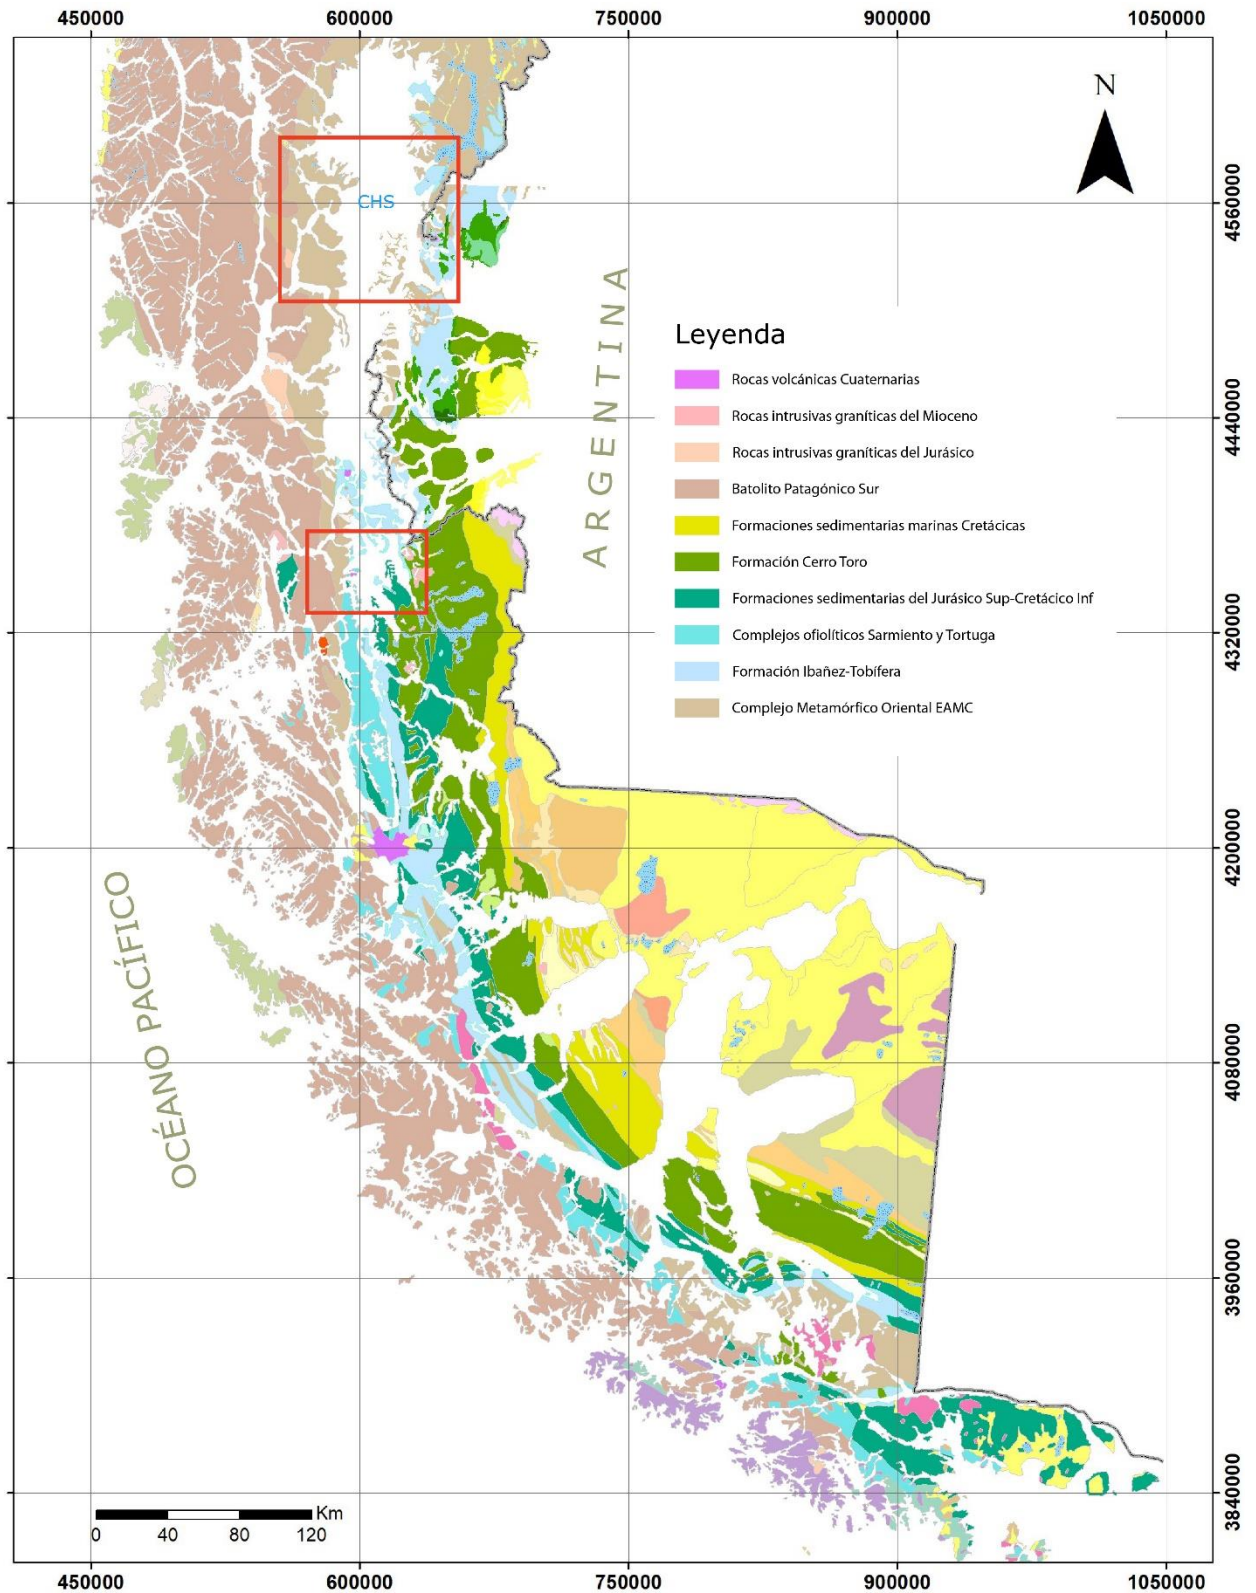 450000 600000 750000 900000 1050000
N
CHS
4560000
ARGENTINA
Leyenda
Rocas volcánicas Cuaternarias
Rocas intrusivas graníticas del Mioceno
4440000
Rocas intrusivas graníticas del Jurásico
Batolito Patagónico Sur
Formaciones sedimentarias marinas Cretácicas
Formación Cerro Toro
Formaciones sedimentarias del Jurásico Sup-Cretácico Inf
4320000
Complejos ofiolíticos Sarmiento y Tortuga
Formación Ibañez-Tobífera
Complejo Metamórfico Oriental EAMC
4200000
OCÉANO PACÍFICO
4080000
3960000
3840000
Km
0 40 80 120
450000 600000 750000 900000 1050000